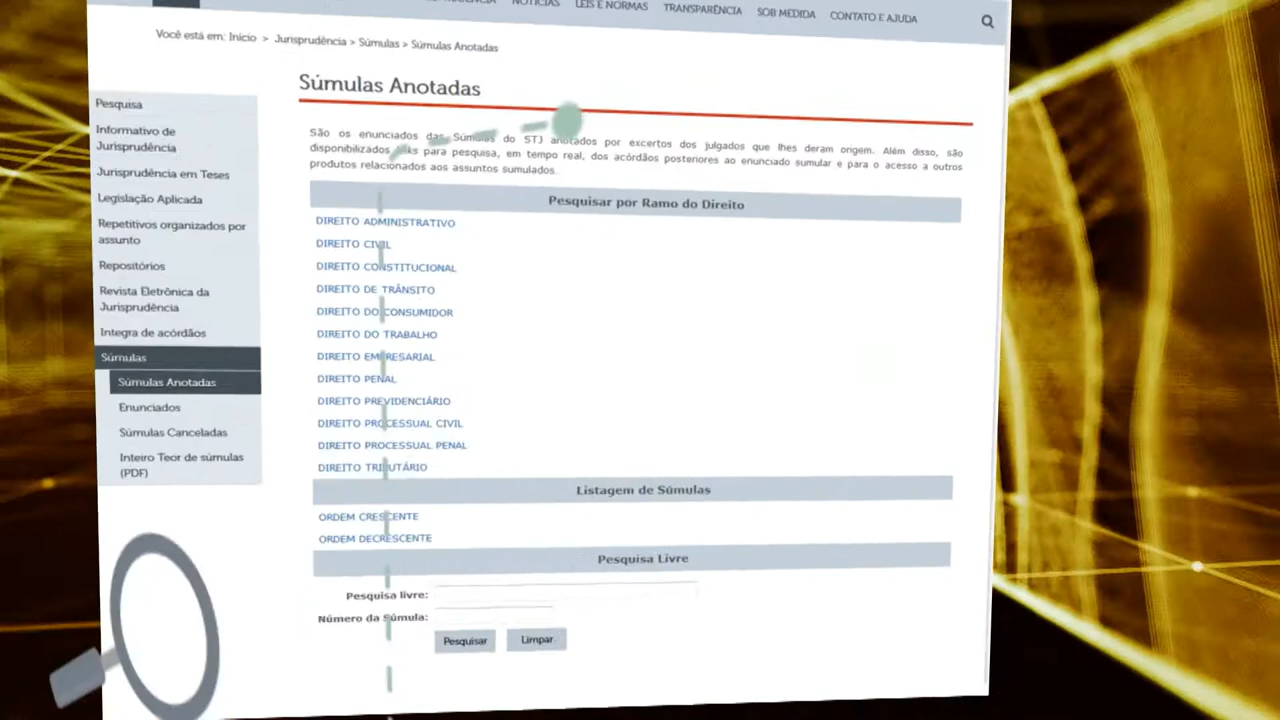 NOTÍCIAS LEIS E NORMAS TRANSPARÊNCIA SOB MEDIDA CONTATO E AJUDA
Você está em: Início > Jurisprudência > Súmulas > Súmulas Anotadas
Súmulas Anotadas
São os enunciados das Súmulas do STJ anotados por excertos dos julgados que lhes deram origem. Além disso, são
disponibilizados links para pesquisa, em tempo real, dos acórdãos posteriores ao enunciado sumular e para o acesso a outros
produtos relacionados aos assuntos sumulados.
Pesquisa
Informativo de
Jurisprudência
Jurisprudência em Teses
Legislação Aplicada
Repetitivos organizados por
assunto
Repositórios
Revista Eletrônica da
Jurisprudência
Integra de acórdãos
Súmulas
Súmulas Anotadas
Enunciados
Súmulas Canceladas
Inteiro Teor de súmulas
(PDF)
Pesquisar por Ramo do Direito
DIREITO ADMINISTRATIVO
DIREITO CIVIL
DIREITO CONSTITUCIONAL
DIREITO DE TRÂNSITO
DIREITO DO CONSUMIDOR
DIREITO DO TRABALHO
DIREITO EMPRESARIAL
DIREITO PENAL
DIREITO PREVIDENCIÁRIO
DIREITO PROCESSUAL CIVIL
DIREITO PROCESSUAL PENAL
DIREITO TRIBUTÁRIO
Listagem de Súmulas
ORDEM CRESCENTE
ORDEM DECRESCENTE
Pesquisa Livre
Pesquisa livre:
Número da Súmula:
Pesquisar Limpar